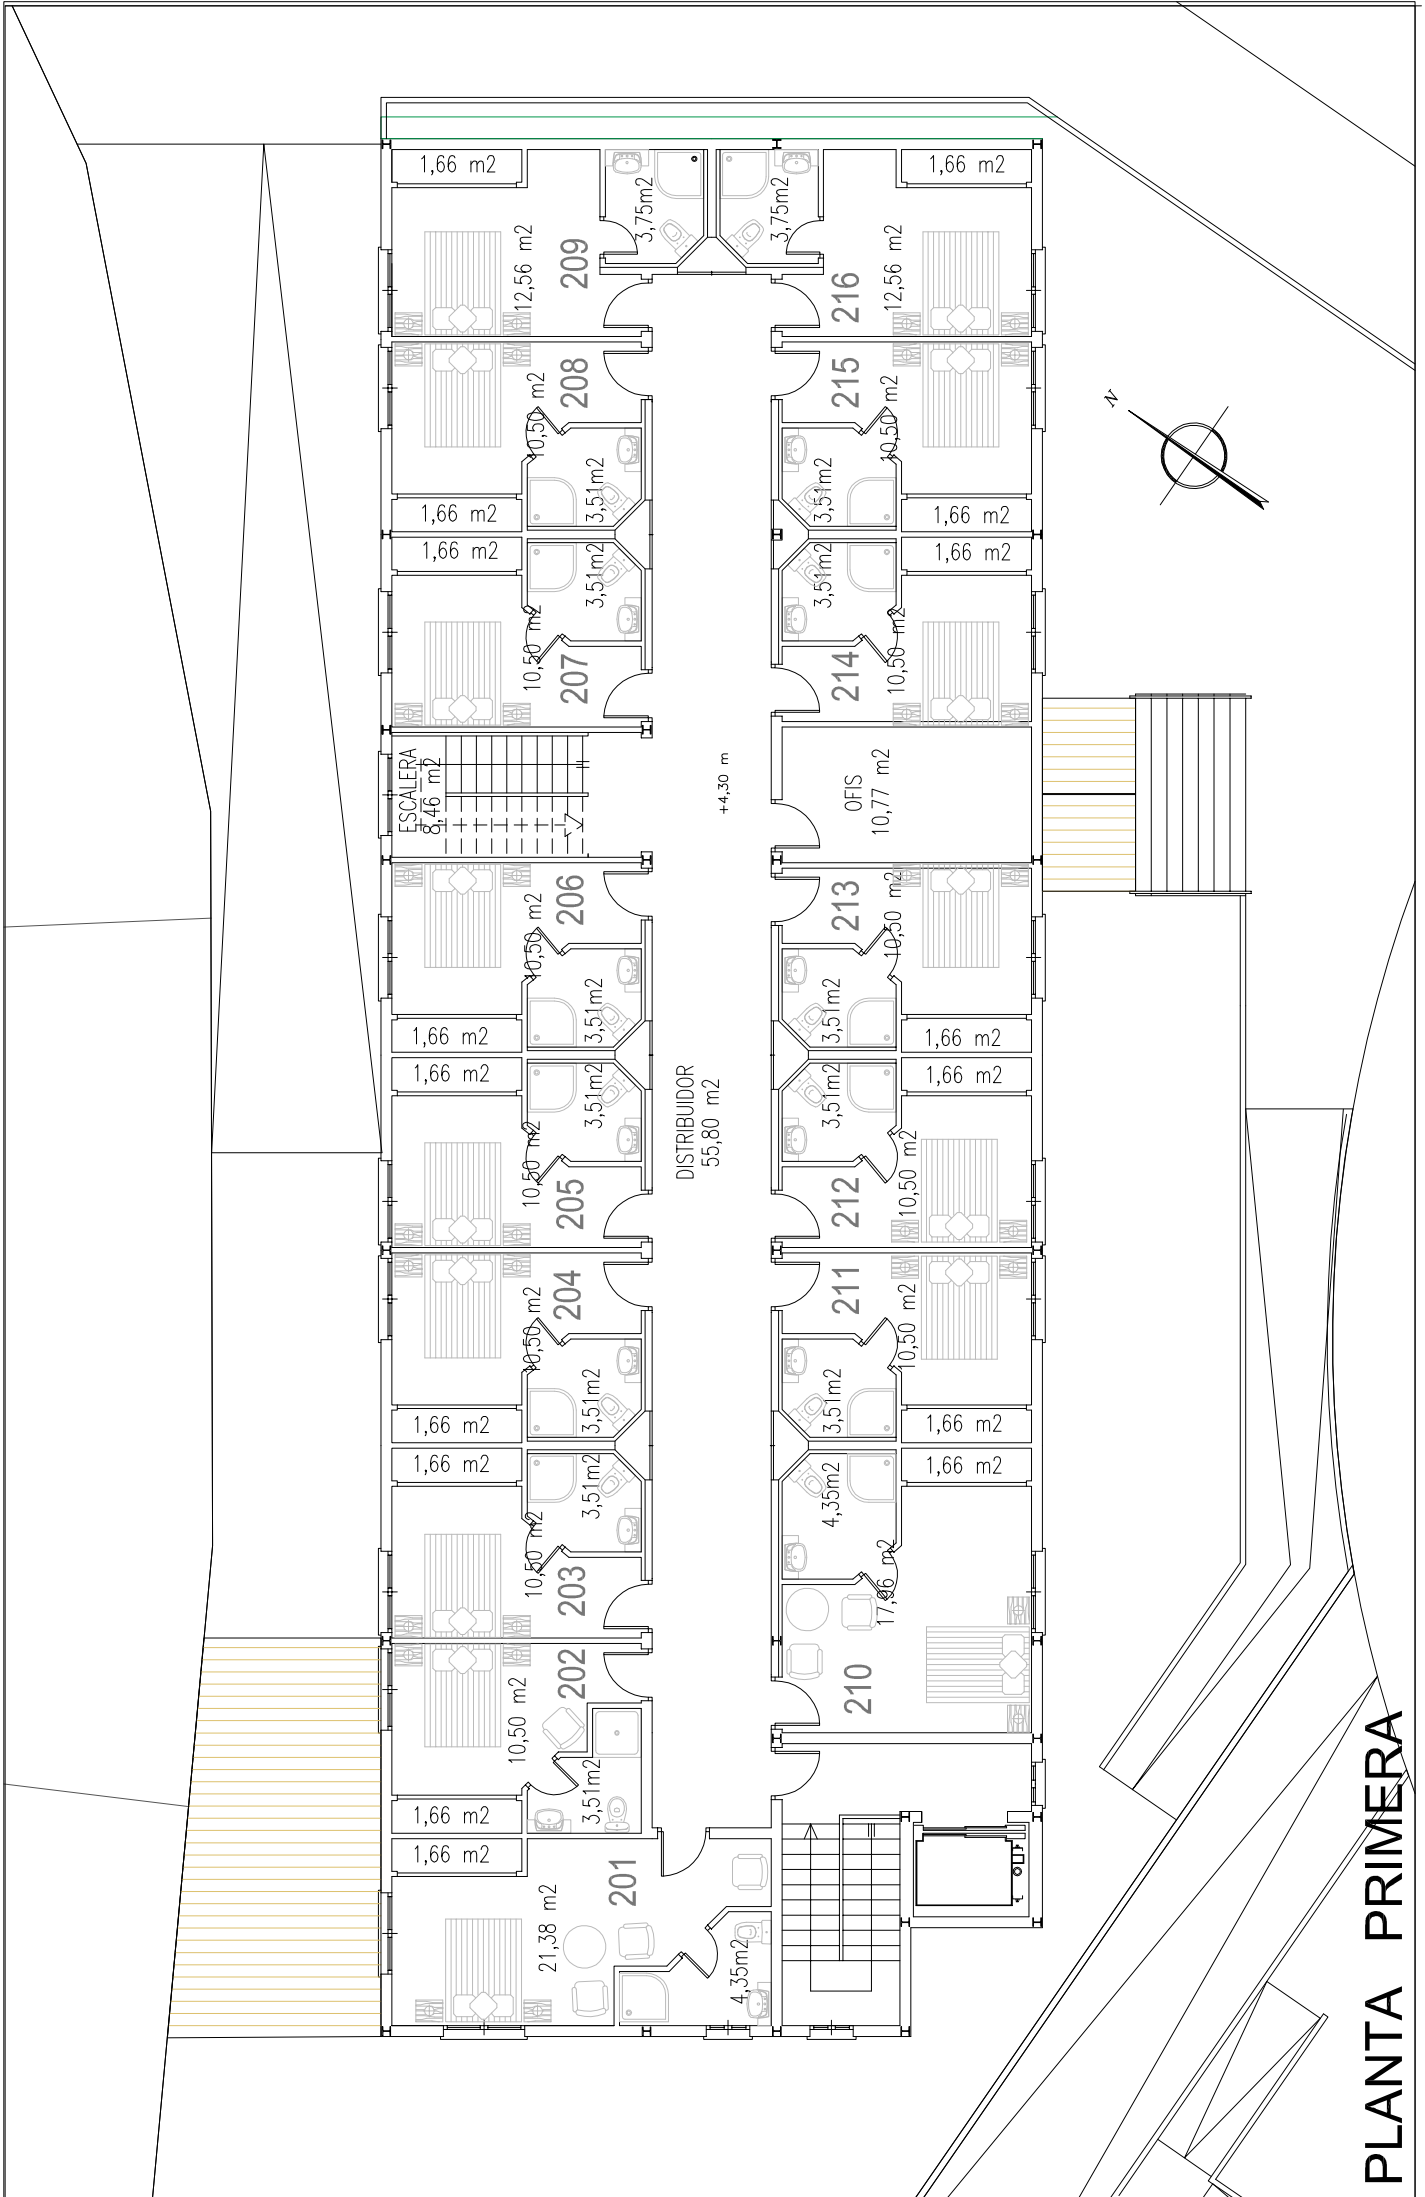 1,66 m2
1,66 m2
3,75m2
3,75m2
12,56 m2
209
216
12,56 m2
10,50 m2
208
215
10,50 m2
3,51m2
3,51m2
1,66 m2
1,66 m2
1,66 m2
1,66 m2
3,51m2
3,51m2
10,50 m2
207
214
10,50 m2
N
ESCALERA
8,46 m2
+4,30 m
OFIS
10,77 m2
206
10,50 m2
213
10,50 m2
3,51m2
3,51m2
1,66 m2
1,66 m2
1,66 m2
1,66 m2
3,51m2
3,51m2
DISTRIBUIDOR
55,80 m2
10,50 m2
205
212
10,50 m2
10,50 m2
204
211
10,50 m2
3,51m2
3,51m2
1,66 m2
1,66 m2
1,66 m2
1,66 m2
3,51m2
4,35m2
10,50 m2
203
17,96 m2
202
10,50 m2
210
3,51m2
1,66 m2
1,66 m2
201
21,38 m2
4,35m2
PLANTA PRIMERA